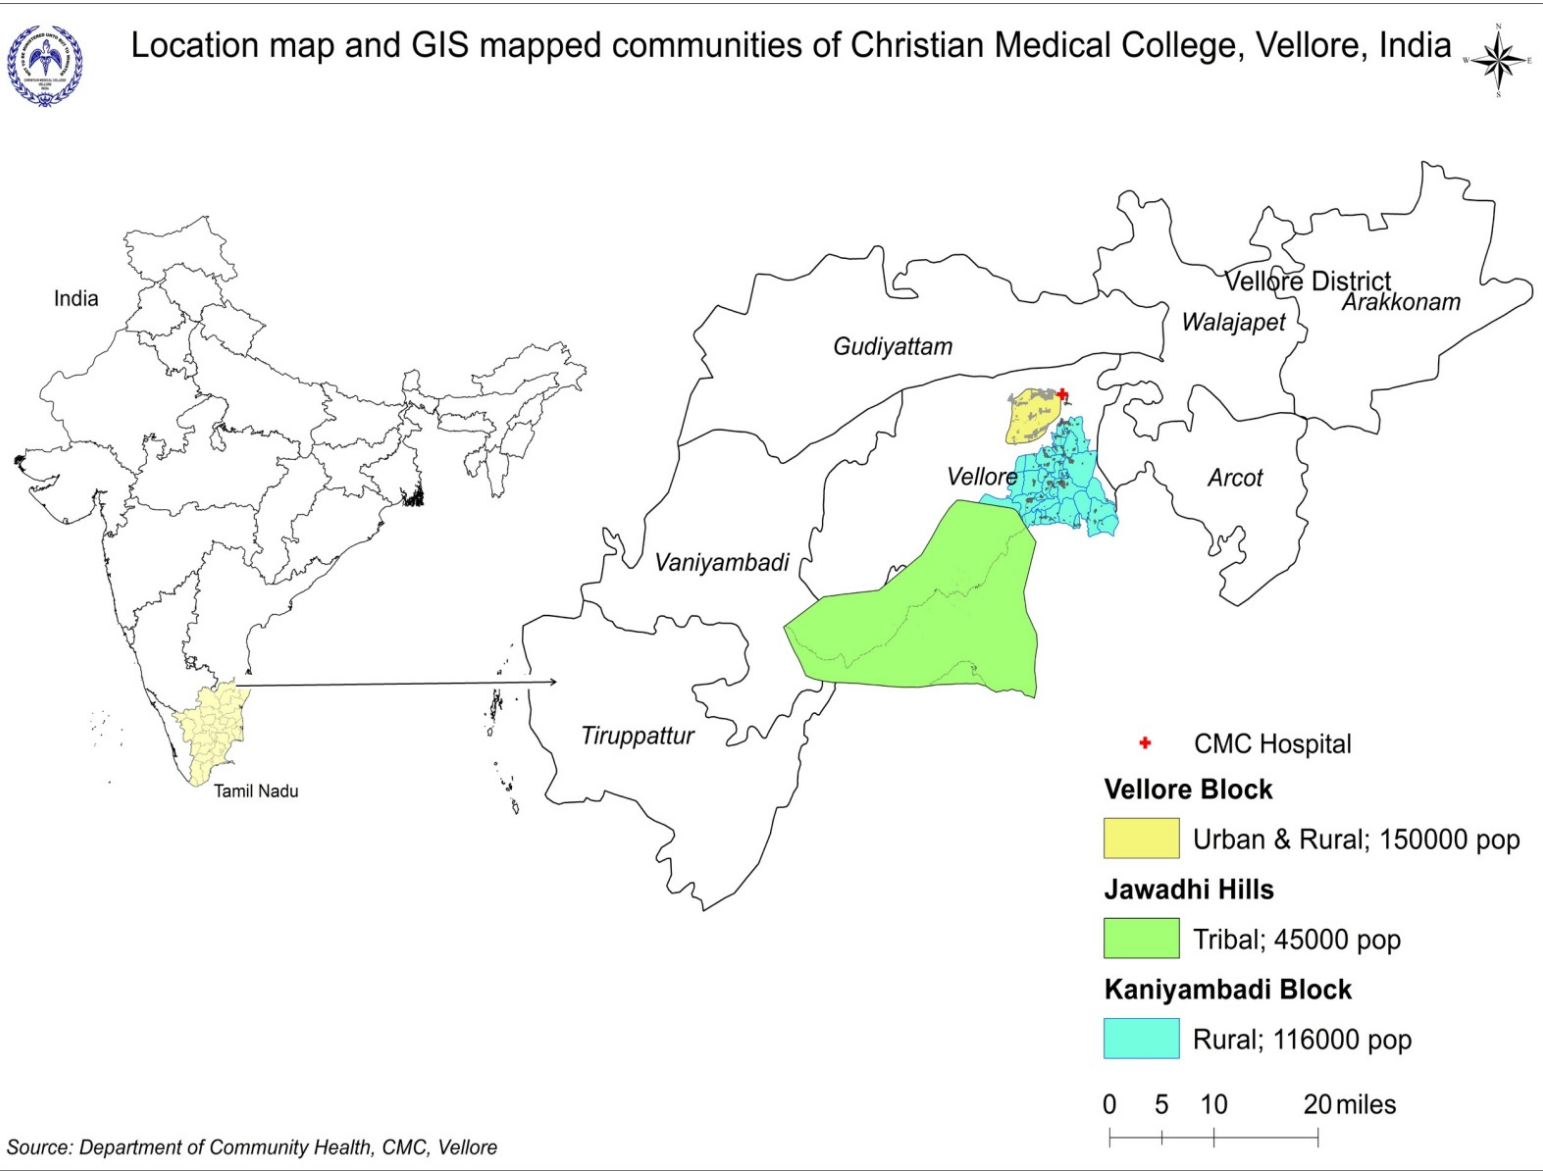 Location map and GIS mapped communities of Christian Medical College, Vellore, India
N
W
E
S
India
Vellore District
Arakkonam
Walajapet
Gudiyattam
Vellore
Arcot
Vaniyambadi
Tiruppattur
Tamil Nadu
CMC Hospital
Vellore Block
Urban & Rural; 150000 pop
Jawadhi Hills
Tribal; 45000 pop
Kaniyambadi Block
Rural; 116000 pop
0 5 10 20 miles
Source: Department of Community Health, CMC, Vellore